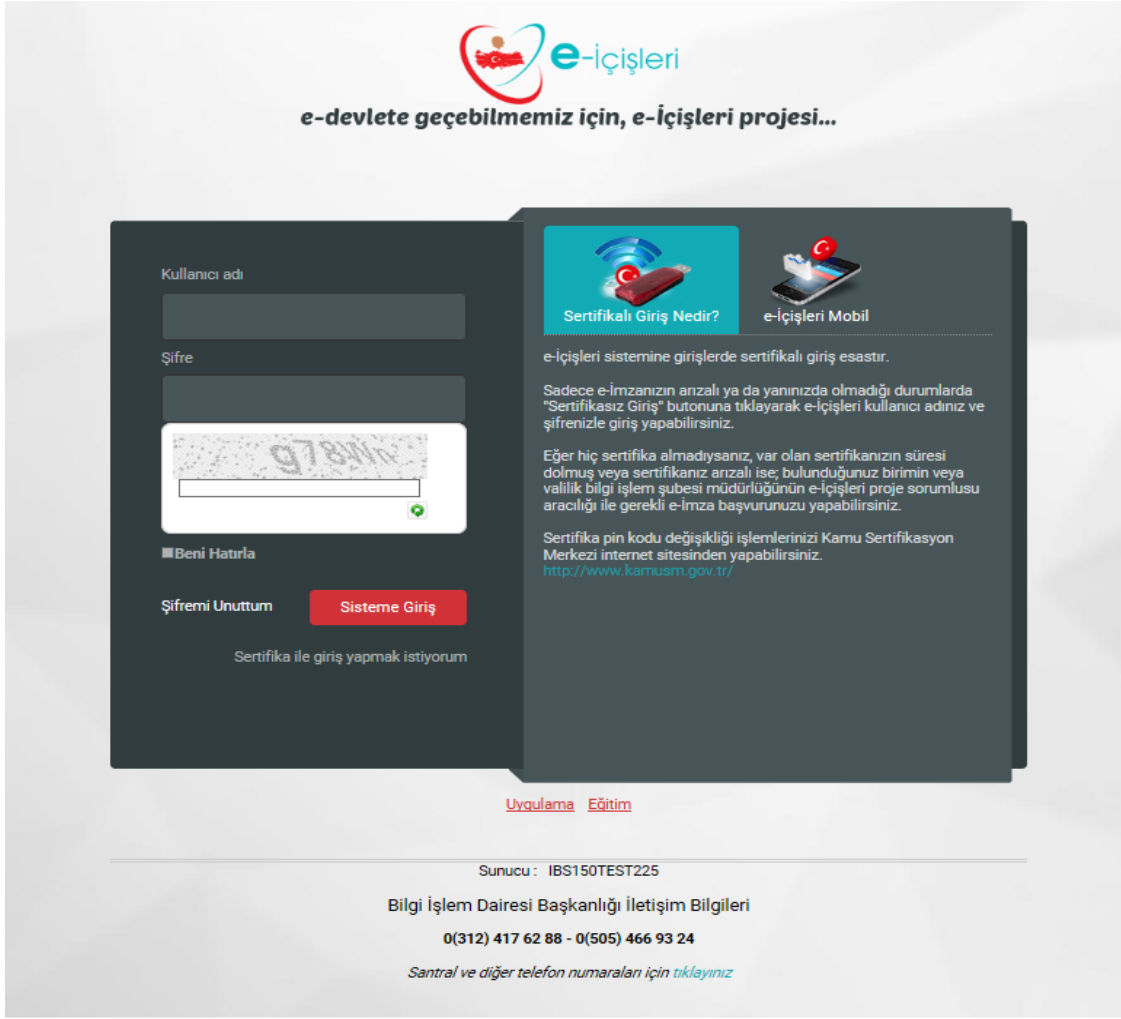 e-İçişleri
e-devlete geçebilmemiz için, e-İçişleri projesi...
Kullanıcı adı
Şifre
Beni Hatırla
Şifremi Unuttum
Sisteme Giriş
Sertifika ile giriş yapmak istiyorum
Sertifikalı Giriş Nedir?
e-İçişleri Mobil
e-İçişleri sistemine girişlerde sertifikalı giriş esastır.
Sadece e-İmzanızın arızalı ya da yanınızda olmadığı durumlarda
"Sertifikasız Giriş" butonuna tıklayarak e-İçişleri kullanıcı adınız ve
şifrenizle giriş yapabilirsiniz.
Eğer hiç sertifika almadıysanız, var olan sertifikanızın süresi
dolmuş veya sertifikanız arızalı ise; bulunduğunuz birimin veya
valilik bilgi işlem şubesi müdürlüğünün e-İçişleri proje sorumlusu
aracılığı ile gerekli e-İmza başvurunuzu yapabilirsiniz.
Sertifika pin kodu değişikliği işlemlerinizi Kamu Sertifikasyon
Merkezi internet sitesinden yapabilirsiniz.
http://www.kamusm.gov.tr/
Uygulama Eğitim
Sunucu : IBS150TEST225
Bilgi İşlem Dairesi Başkanlığı İletişim Bilgileri
0(312) 417 62 88 - 0(505) 466 93 24
Santral ve diğer telefon numaraları için tıklayınız